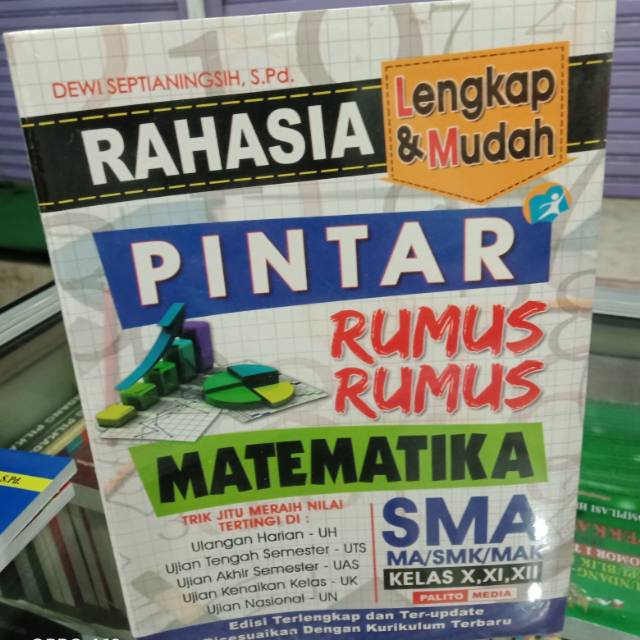 DEWI SEPTIANINGSIH, S.Pd.
RAHASIA
Lengkap
& Mudah
PINTAR
RUMUS
RUMUS
MATEMATIKA
TRIK JITU MERAIH NILAI
TERTINGI DI :
Ulangan Harian - UH
Ujian Tengah Semester - UTS
Ujian Akhir Semester - UAS
Ujian Kenaikan Kelas - UK
Ujian Nasional - UN
SMA
MA/SMK/MAK
KELAS X,XI,XII
PALITO MEDIA
Edisi Terlengkap dan Ter-update
Disesuaikan Dengan Kurikulum Terbaru
S.Pd.